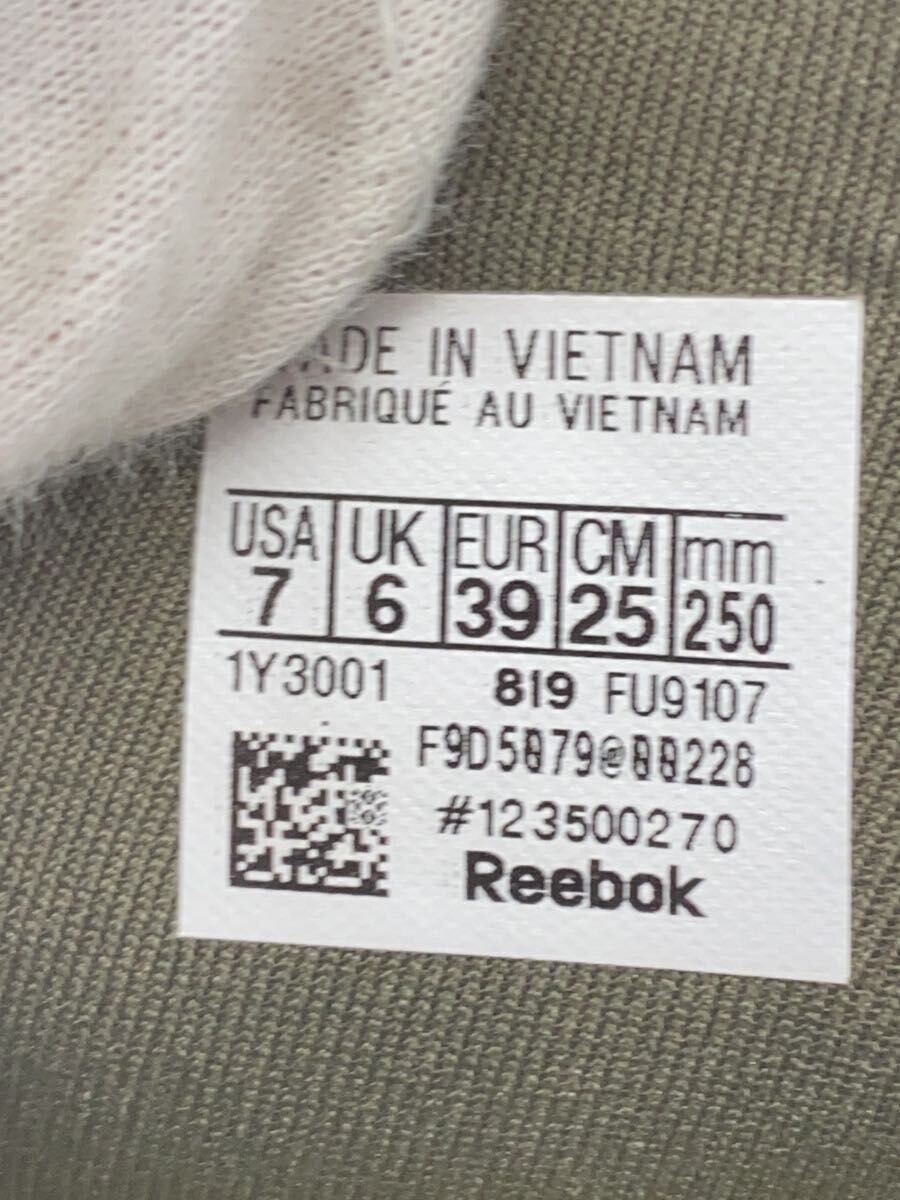 MADE IN VIETNAM
FABRIQUÉ AU VIETNAM
USA UK EUR CM mm
7 6 39 25 250
1Y3001 819 FU9107
#123500270
Reebok